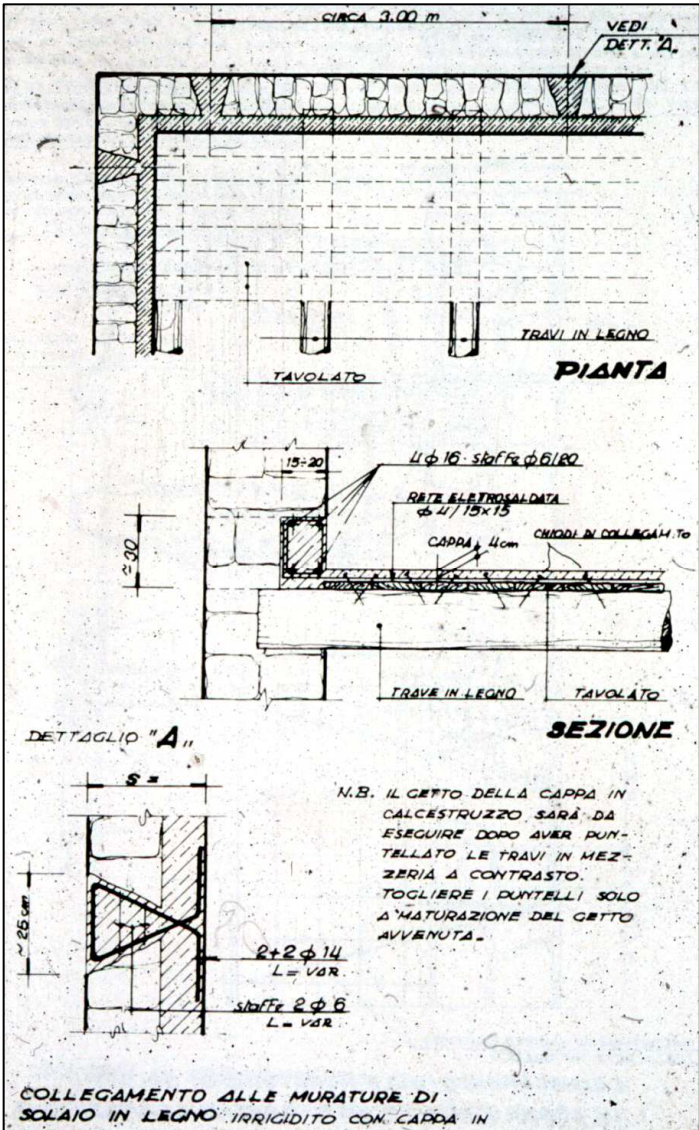 CIRCA 3.00 m
VEDI
DETT. "A"
TRAVI IN LEGNO
TAVOLATO
PIANTA
15÷20
4 φ 16 - staffe φ 6/20
RETE ELETTROSALDATA
φ 4/15x15
CAPPA 4cm
CHIODI DI COLLEGAM.TO
≃30
TRAVE IN LEGNO
TAVOLATO
SEZIONE
DETTAGLIO "A"
S =
N.B. IL GETTO DELLA CAPPA IN
CALCESTRUZZO SARÀ DA
ESEGUIRE DOPO AVER PUN-
TELLATO LE TRAVI IN MEZ-
ZERIA A CONTRASTO.
TOGLIERE I PUNTELLI SOLO
A MATURAZIONE DEL GETTO
AVVENUTA.
~25 cm
2+2 φ 14
L = VAR.
staffe 2 φ 6
L = VAR
COLLEGAMENTO ALLE MURATURE DI
SOLAIO IN LEGNO IRRIGIDITO CON CAPPA IN